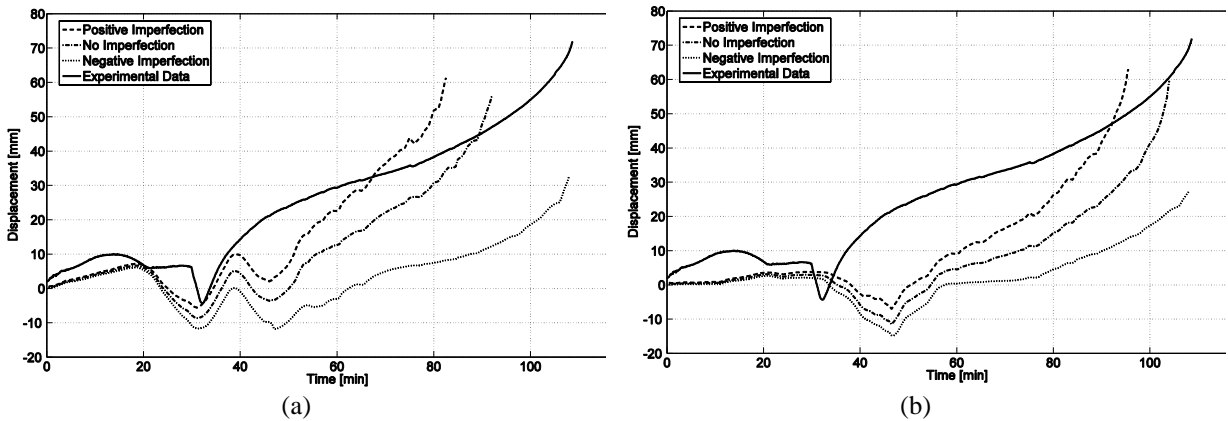 80
70
60
50
40
30
20
10
0
-10
-20
Displacement [mm]
Positive Imperfection
No Imperfection
Negative Imperfection
Experimental Data
0 20 40 60 80 100
Time [min]
(a)
80
70
60
50
40
30
20
10
0
-10
-20
Displacement [mm]
Positive Imperfection
No Imperfection
Negative Imperfection
Experimental Data
0 20 40 60 80 100
Time [min]
(b)